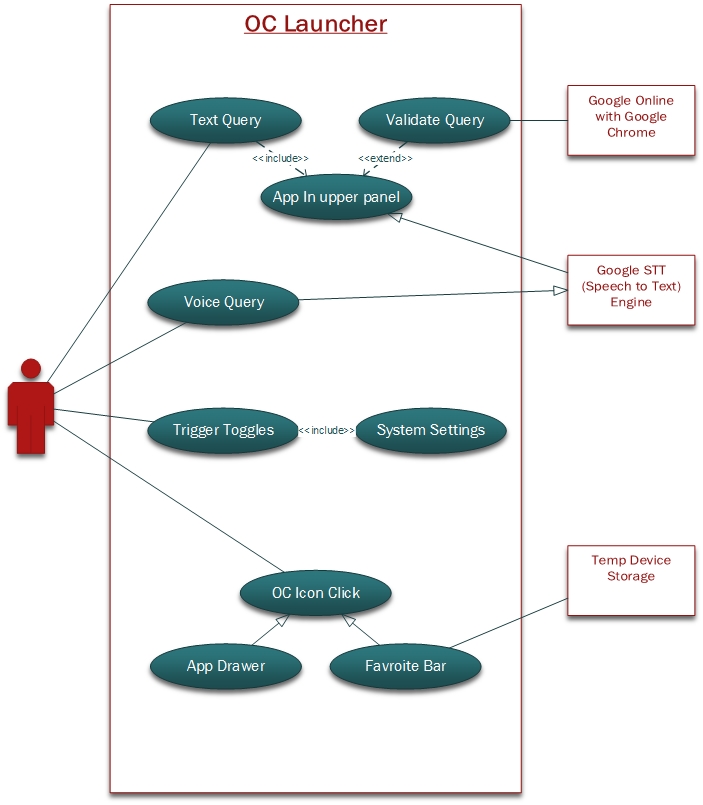 OC Launcher
Text Query
Validate Query
Google Online
with Google
Chrome
<<include>>
<<extend>>
App In upper panel
Google STT
(Speech to Text)
Engine
Voice Query
Trigger Toggles
<<include>>
System Settings
Temp Device
Storage
OC Icon Click
App Drawer
Favroite Bar